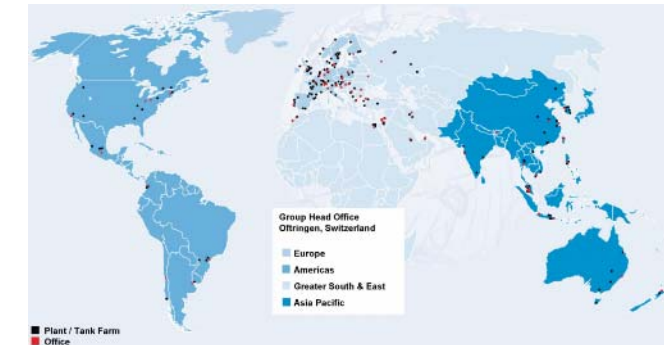 Group Head Office
Oftringen, Switzerland
Europe
Americas
Greater South & East
Asia Pacific
Plant / Tank Farm
Office